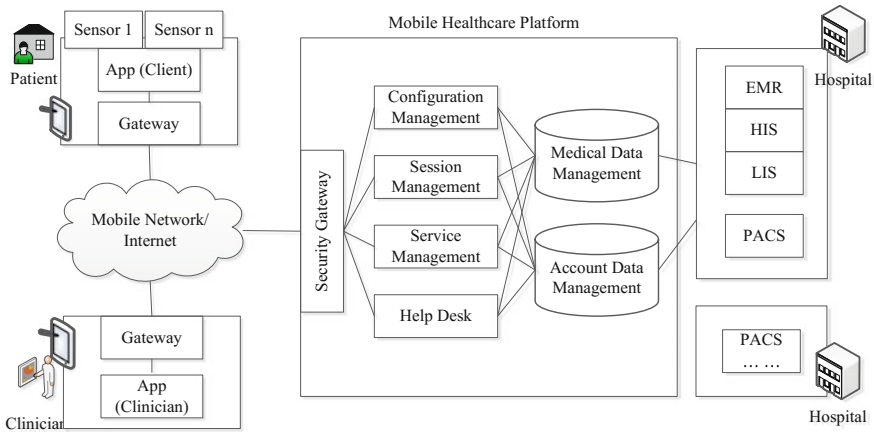 Mobile Healthcare Platform
Sensor 1
Sensor n
App (Client)
Patient
Gateway
Mobile Network/
Internet
Gateway
App
(Clinician)
Clinician
Security Gateway
Configuration
Management
Session
Management
Service
Management
Help Desk
Medical Data
Management
Account Data
Management
EMR
HIS
LIS
PACS
Hospital
PACS
... ...
Hospital